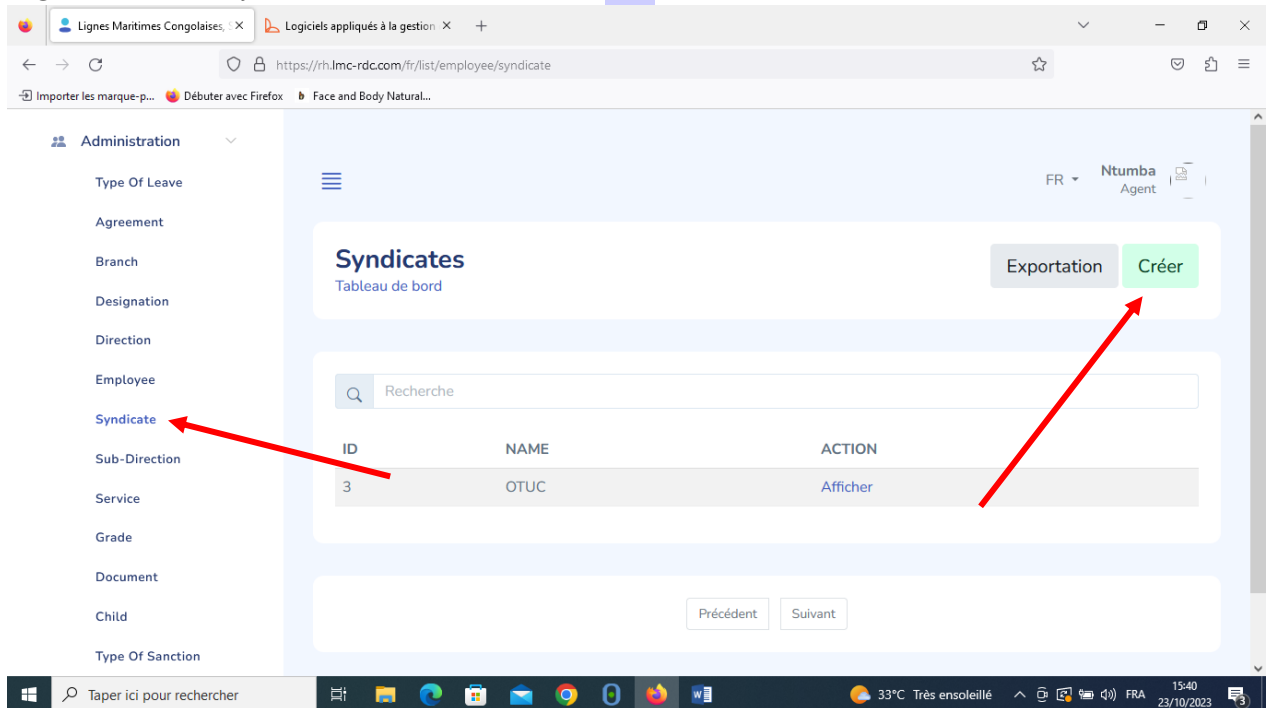 Lignes Maritimes Congolaises, S
Logiciels appliqués à la gestion
https://rh.lmc-rdc.com/fr/list/employee/syndicate
Importer les marque-p...
Débuter avec Firefox
Face and Body Natural...
Administration
Type Of Leave
Agreement
Branch
Designation
Direction
Employee
Syndicate
Sub-Direction
Service
Grade
Document
Child
Type Of Sanction
FR
Ntumba
Agent
Syndicates
Tableau de bord
Exportation
Créer
Recherche
ID NAME ACTION
3 OTUC Afficher
Précédent Suivant
Taper ici pour rechercher
33°C Très ensoleillé
FRA
15:40
23/10/2023
3